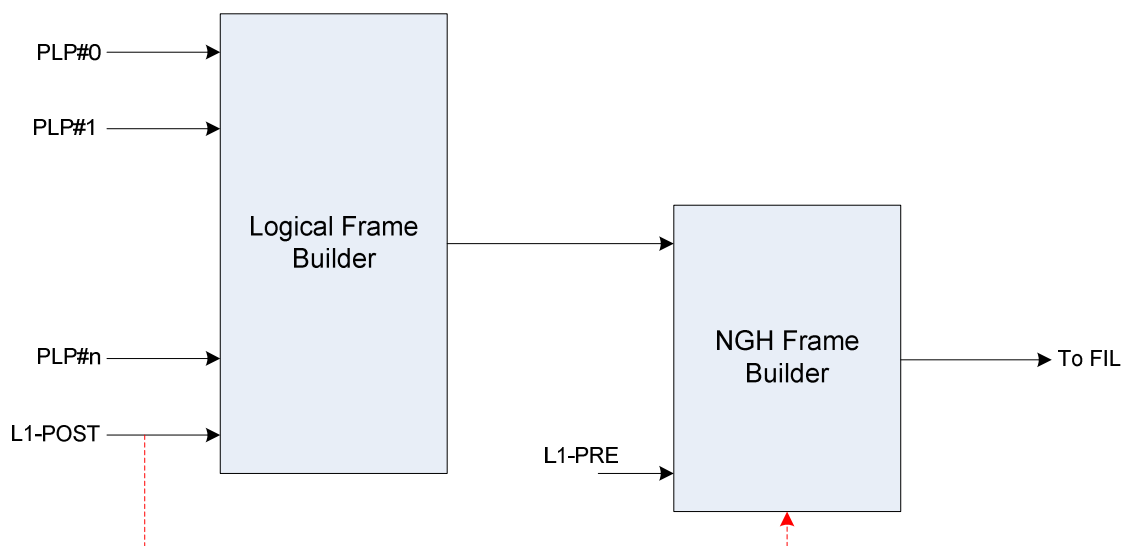 PLP#0
PLP#1
Logical Frame
Builder
PLP#n
L1-POST
NGH Frame
Builder
L1-PRE
To FIL